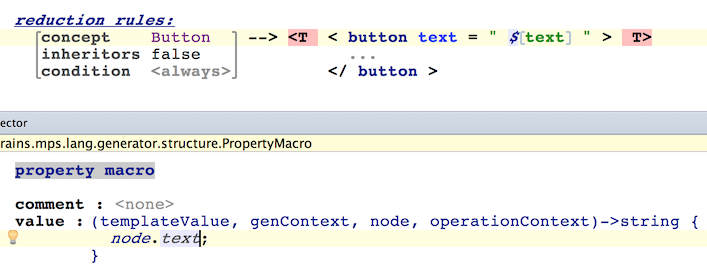 reduction rules:
concept Button --> <T < button text = " $[text] " > T>
inheritors false ...
condition <always> </ button >
ector
rains.mps.lang.generator.structure.PropertyMacro
property macro
comment : <none>
value : (templateValue, genContext, node, operationContext)->string {
node.text;
}